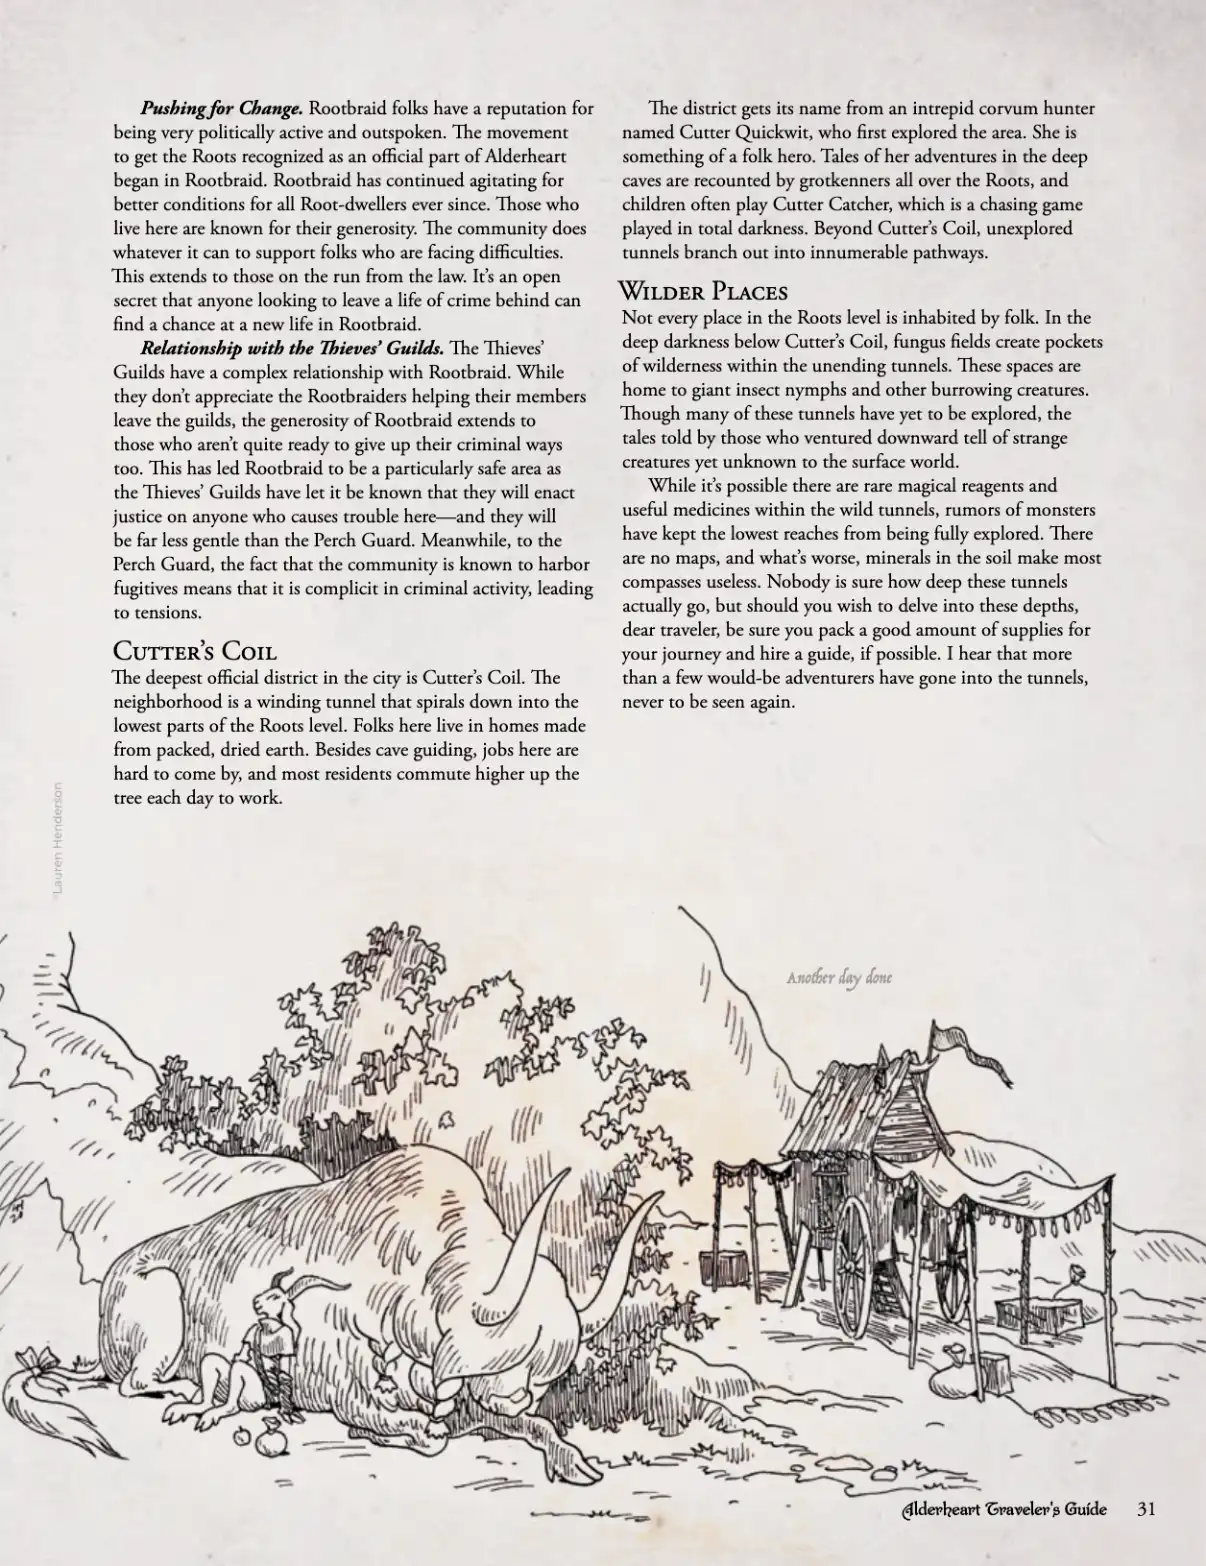 Pushing for Change. Rootbraid folks have a reputation for
being very politically active and outspoken. The movement
to get the Roots recognized as an official part of Alderheart
began in Rootbraid. Rootbraid has continued agitating for
better conditions for all Root-dwellers ever since. Those who
live here are known for their generosity. The community does
whatever it can to support folks who are facing difficulties.
This extends to those on the run from the law. It's an open
secret that anyone looking to leave a life of crime behind can
find a chance at a new life in Rootbraid.
Relationship with the Thieves' Guilds. The Thieves'
Guilds have a complex relationship with Rootbraid. While
they don't appreciate the Rootbraiders helping their members
leave the guilds, the generosity of Rootbraid extends to
those who aren't quite ready to give up their criminal ways
too. This has led Rootbraid to be a particularly safe area as
the Thieves' Guilds have let it be known that they will enact
justice on anyone who causes trouble here—and they will
be far less gentle than the Perch Guard. Meanwhile, to the
Perch Guard, the fact that the community is known to harbor
fugitives means that it is complicit in criminal activity, leading
to tensions.
Cutter's Coil
The deepest official district in the city is Cutter's Coil. The
neighborhood is a winding tunnel that spirals down into the
lowest parts of the Roots level. Folks here live in homes made
from packed, dried earth. Besides cave guiding, jobs here are
hard to come by, and most residents commute higher up the
tree each day to work.
The district gets its name from an intrepid corvum hunter
named Cutter Quickwit, who first explored the area. She is
something of a folk hero. Tales of her adventures in the deep
caves are recounted by grotkenners all over the Roots, and
children often play Cutter Catcher, which is a chasing game
played in total darkness. Beyond Cutter's Coil, unexplored
tunnels branch out into innumerable pathways.
Wilder Places
Not every place in the Roots level is inhabited by folk. In the
deep darkness below Cutter's Coil, fungus fields create pockets
of wilderness within the unending tunnels. These spaces are
home to giant insect nymphs and other burrowing creatures.
Though many of these tunnels have yet to be explored, the
tales told by those who ventured downward tell of strange
creatures yet unknown to the surface world.
While it's possible there are rare magical reagents and
useful medicines within the wild tunnels, rumors of monsters
have kept the lowest reaches from being fully explored. There
are no maps, and what's worse, minerals in the soil make most
compasses useless. Nobody is sure how deep these tunnels
actually go, but should you wish to delve into these depths,
dear traveler, be sure you pack a good amount of supplies for
your journey and hire a guide, if possible. I hear that more
than a few would-be adventurers have gone into the tunnels,
never to be seen again.
Lauren Henderson
Another day done
Alderheart Traveler's Guide 31